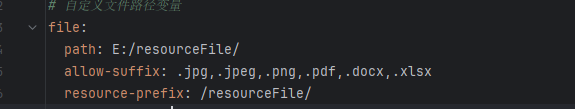 # 自定义文件路径变量
file:
path: E:/resourceFile/
allow-suffix: .jpg,.jpeg,.png,.pdf,.docx,.xlsx
resource-prefix: /resourceFile/